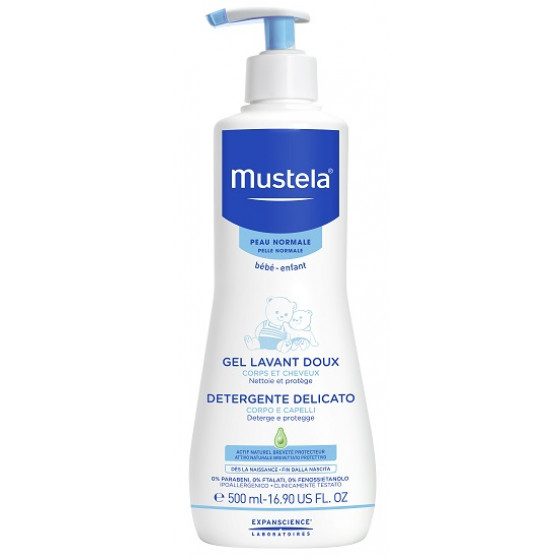 mustela®
PEAU NORMALE
PELLE NORMALE
bébé-enfant
GEL LAVANT DOUX
CORPS ET CHEVEUX
Nettoie et protège
DETERGENTE DELICATO
CORPO E CAPELLI
Deterge e protegge
ACTIF NATUREL BREVETÉ PROTECTEUR
ATTIVO NATURALE BREVETTATO PROTETTIVO
DÈS LA NAISSANCE - FIN DALLA NASCITA
0% PARABENI, 0% FTALATI, 0% FENOSSIETANOLO
IPOALLERGENICO • CLINICAMENTE TESTATO
℮ 500 ml-16.90 US FL. OZ
EXPANSCIENCE®
LABORATOIRES